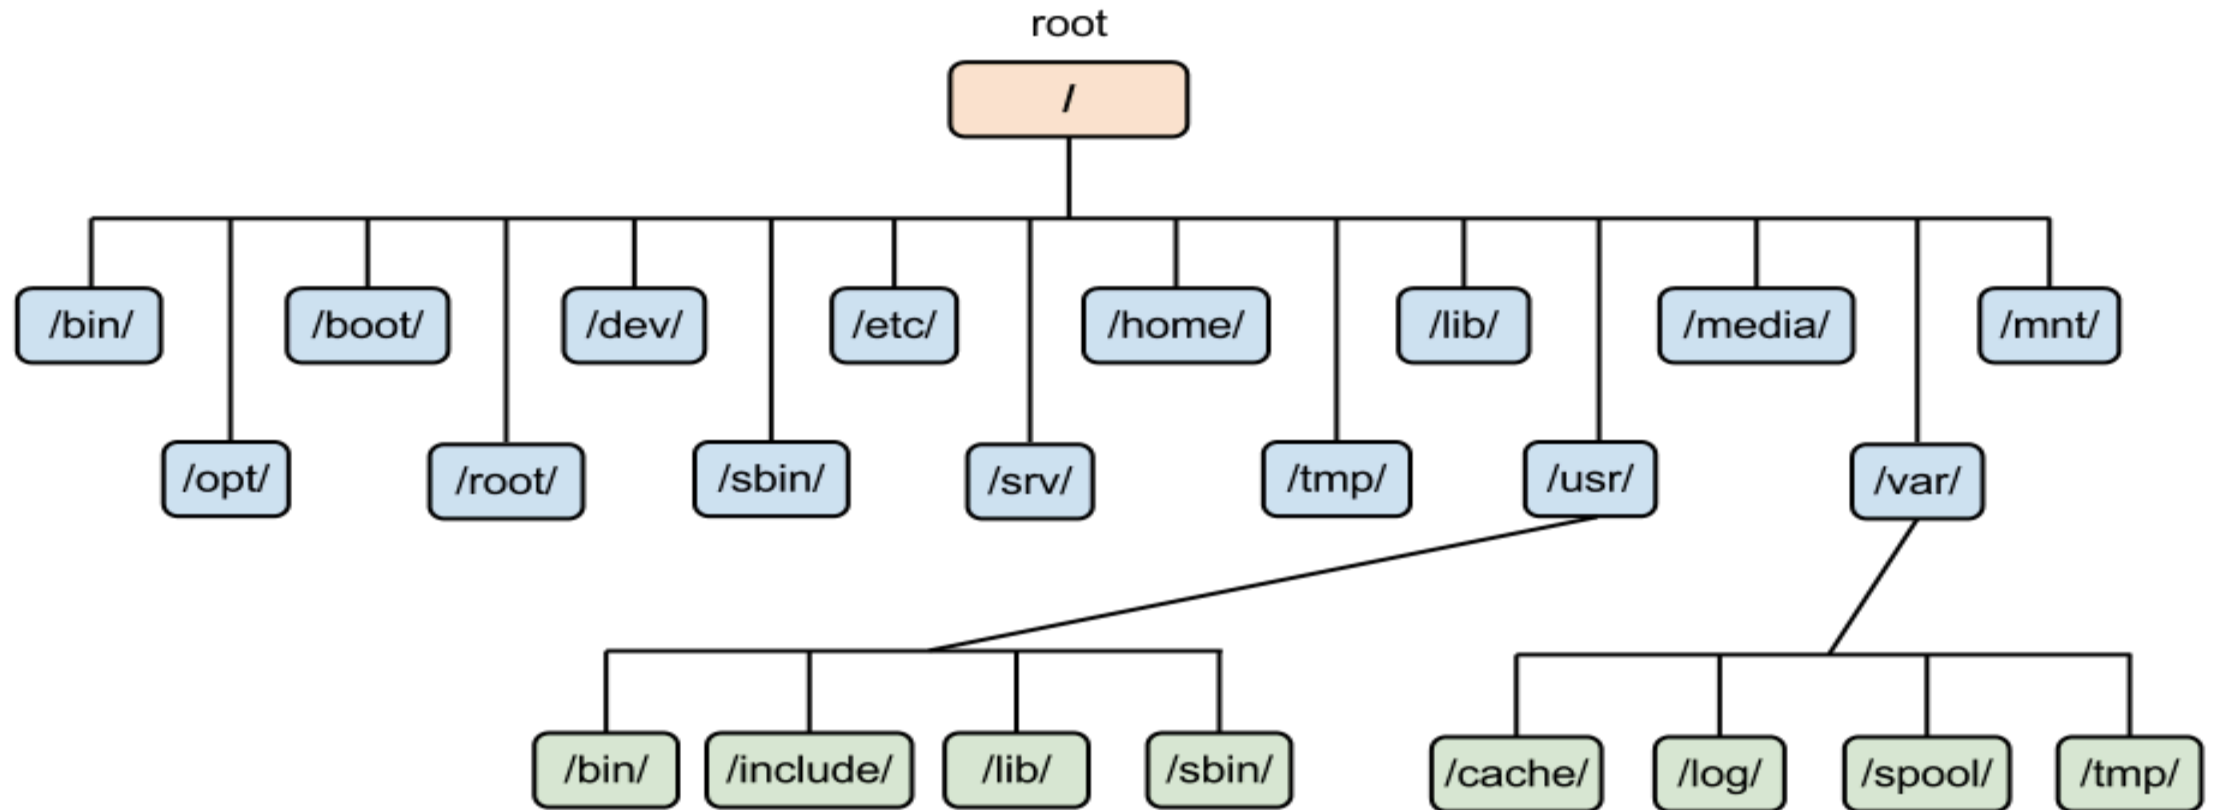 root
/
/bin/
/boot/
/dev/
/etc/
/home/
/lib/
/media/
/mnt/
/opt/
/root/
/sbin/
/srv/
/tmp/
/usr/
/var/
/bin/
/include/
/lib/
/sbin/
/cache/
/log/
/spool/
/tmp/